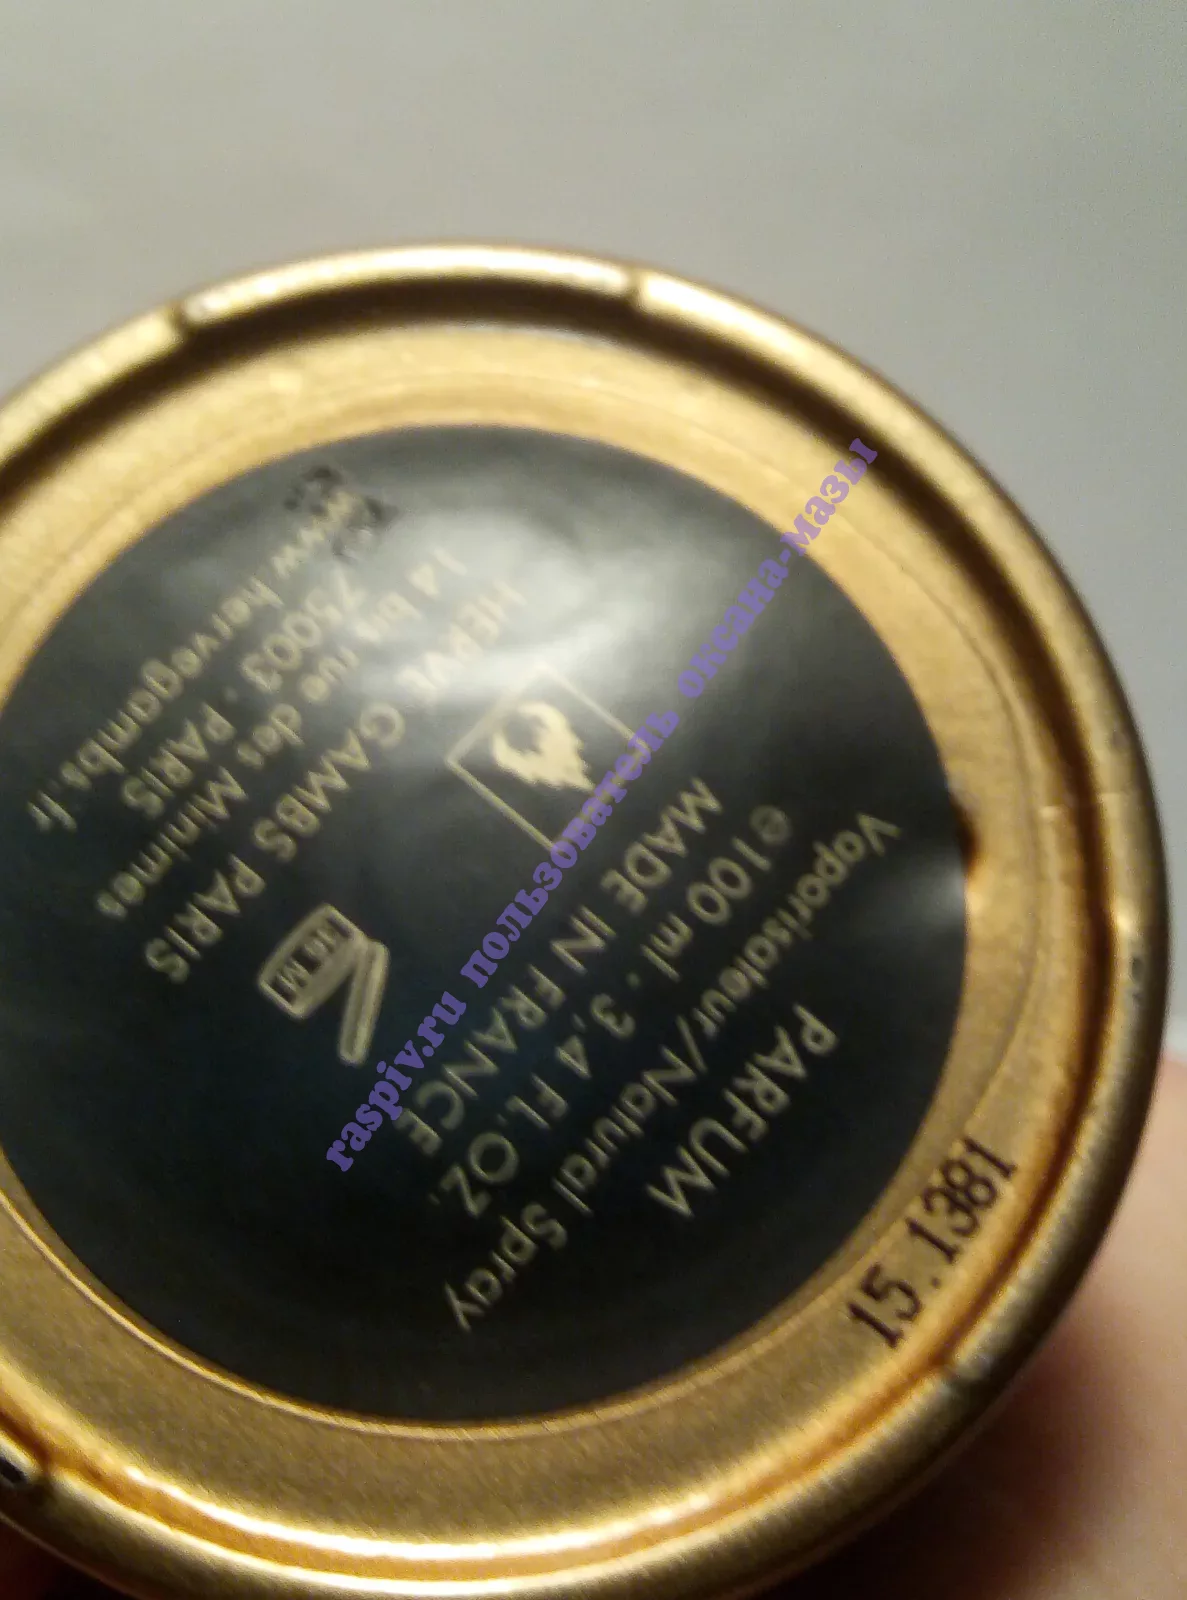 PARFUM
Vaporisateur/Natural Spray
℮100 ml . 3,4 FL.OZ.
MADE IN FRANCE
HERVE GAMBS PARIS
14 bis rue des Minimes
75003 . PARIS
www.hervegambs.fr
36 M
15.1381
raspiv.ru пользователь оксана-мазы